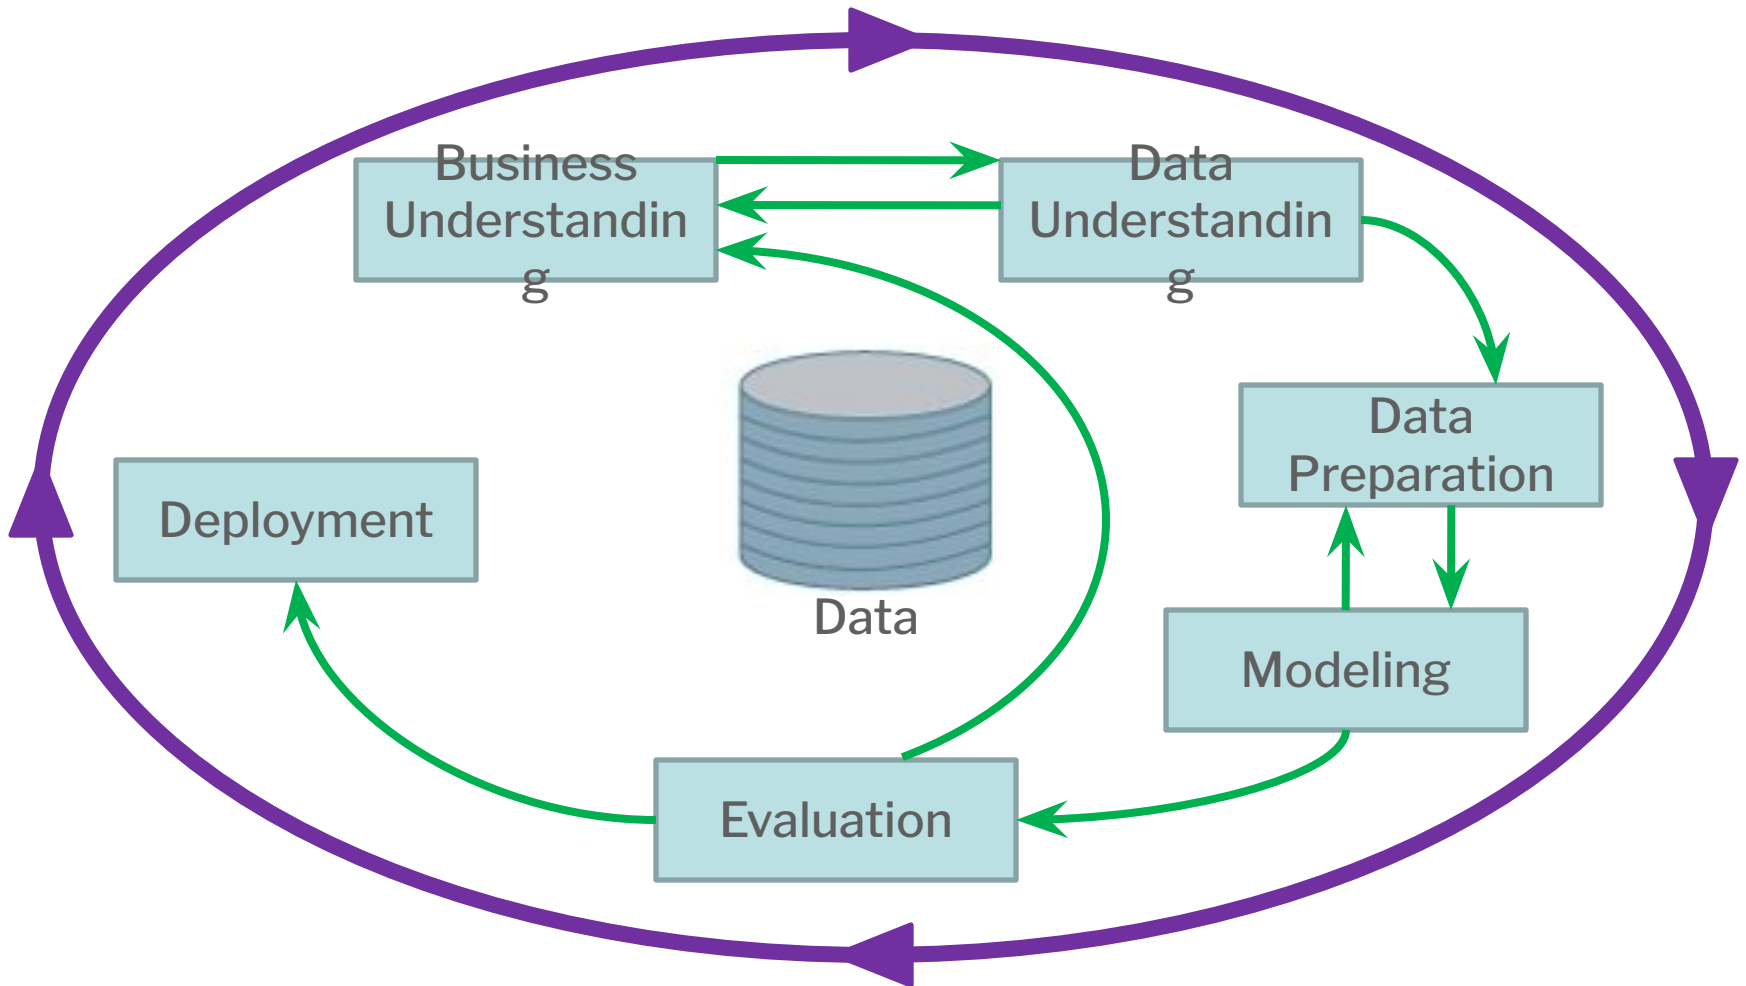 Business
Understandin
g
Data
Understandin
g
Data
Preparation
Deployment
Data
Modeling
Evaluation